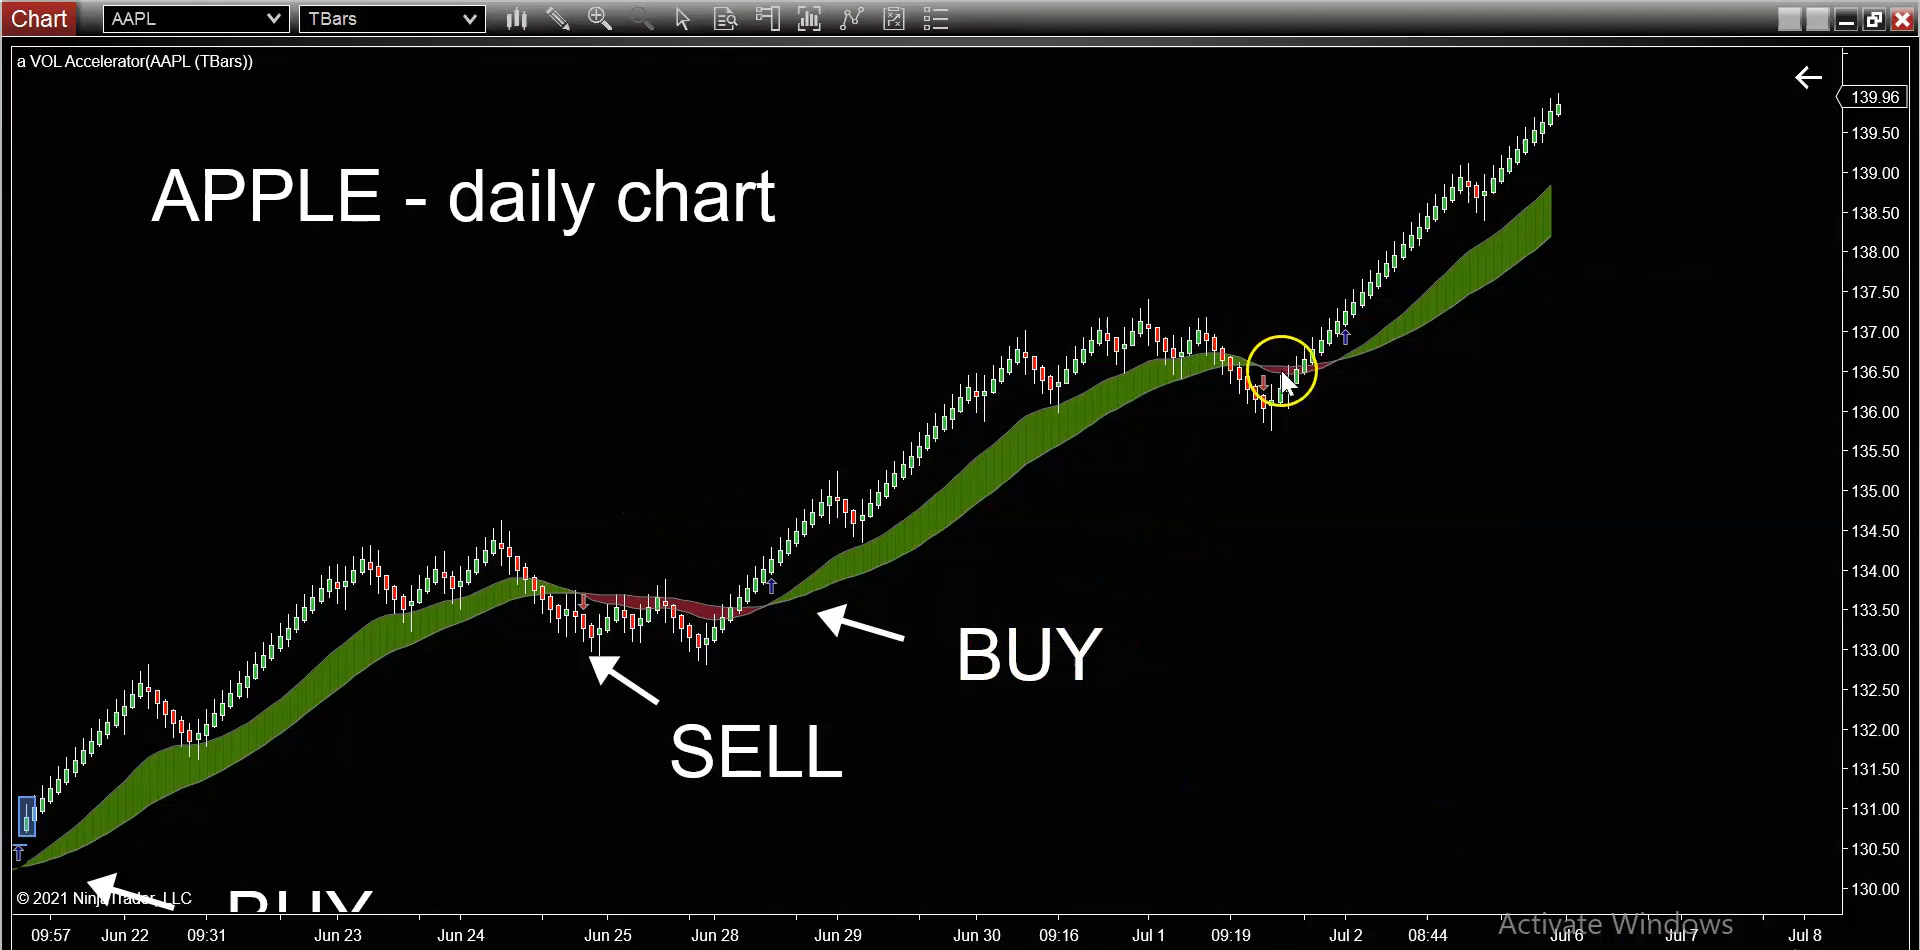 Chart AAPL TBars
a VOL Accelerator(AAPL (TBars))
139.96
139.50
APPLE - daily chart
139.00
138.50
138.00
137.50
137.00
136.50
136.00
135.50
135.00
134.50
134.00
133.50
BUY
133.00
132.50
SELL
132.00
131.50
131.00
130.50
130.00
© 2021 NinjaTrader, LLC
BUY
Activate Windows
09:57 Jun 22 09:31 Jun 23 Jun 24 Jun 25 Jun 28 Jun 29 Jun 30 09:16 Jul 1 09:19 Jul 2 08:44 Jul 6 Jul 7 Jul 8